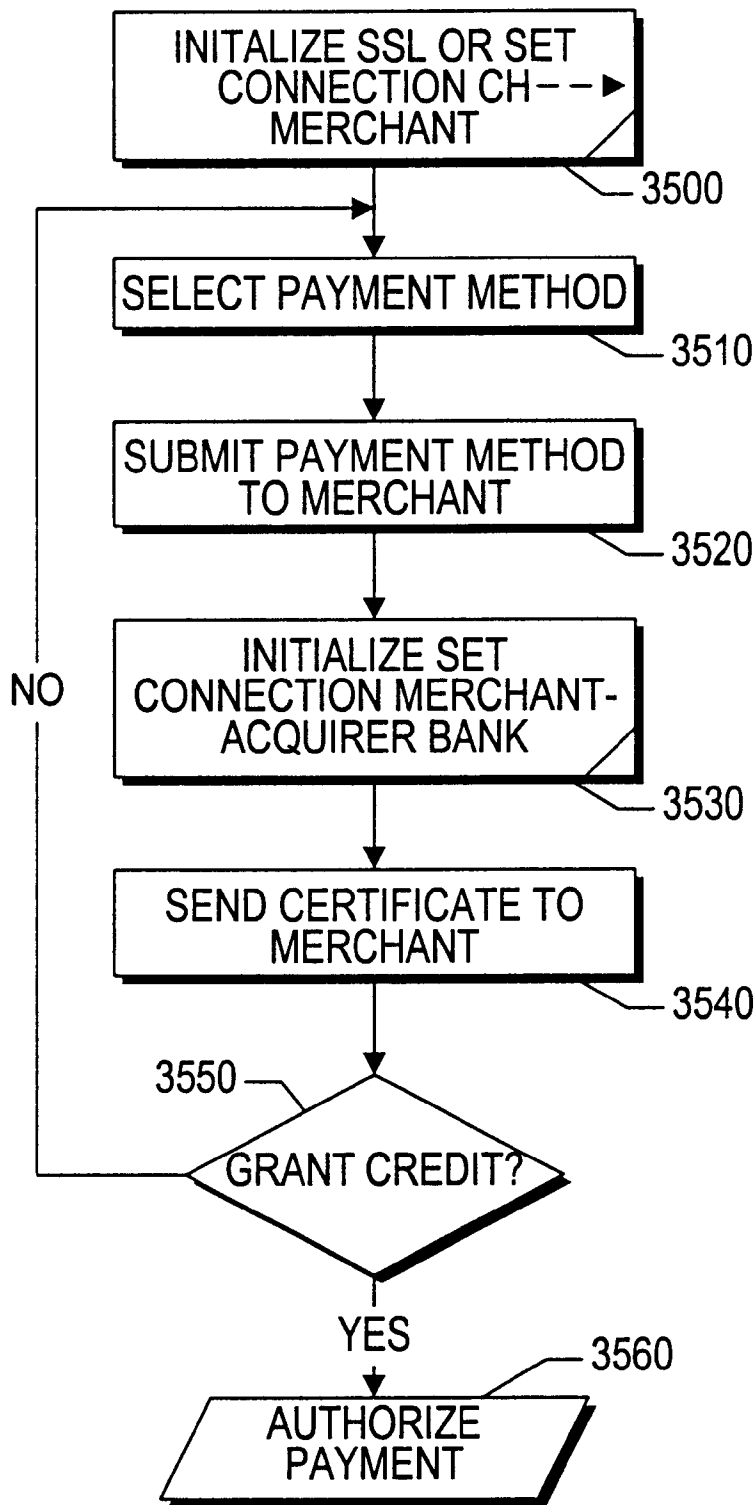 INITALIZE SSL OR SET
CONNECTION CH
MERCHANT
3500
SELECT PAYMENT METHOD
3510
SUBMIT PAYMENT METHOD
TO MERCHANT
3520
INITIALIZE SET
CONNECTION MERCHANT-
ACQUIRER BANK
NO
3530
SEND CERTIFICATE TO
MERCHANT
3540
3550
GRANT CREDIT?
YES
3560
AUTHORIZE
PAYMENT